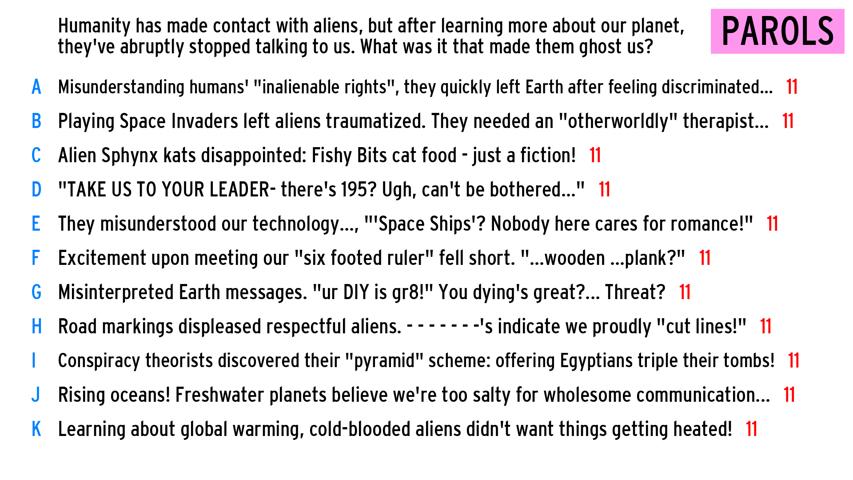 Humanity has made contact with aliens, but after learning more about our planet,
they've abruptly stopped talking to us. What was it that made them ghost us?
PAROLS
A Misunderstanding humans' "inalienable rights", they quickly left Earth after feeling discriminated... 11
B Playing Space Invaders left aliens traumatized. They needed an "otherworldly" therapist... 11
C Alien Sphynx kats disappointed: Fishy Bits cat food - just a fiction! 11
D "TAKE US TO YOUR LEADER- there's 195? Ugh, can't be bothered..." 11
E They misunderstood our technology..., "'Space Ships'? Nobody here cares for romance!" 11
F Excitement upon meeting our "six footed ruler" fell short. "...wooden ...plank?" 11
G Misinterpreted Earth messages. "ur DIY is gr8!" You dying's great?... Threat? 11
H Road markings displeased respectful aliens. - - - - - - -'s indicate we proudly "cut lines!" 11
I Conspiracy theorists discovered their "pyramid" scheme: offering Egyptians triple their tombs! 11
J Rising oceans! Freshwater planets believe we're too salty for wholesome communication... 11
K Learning about global warming, cold-blooded aliens didn't want things getting heated! 11